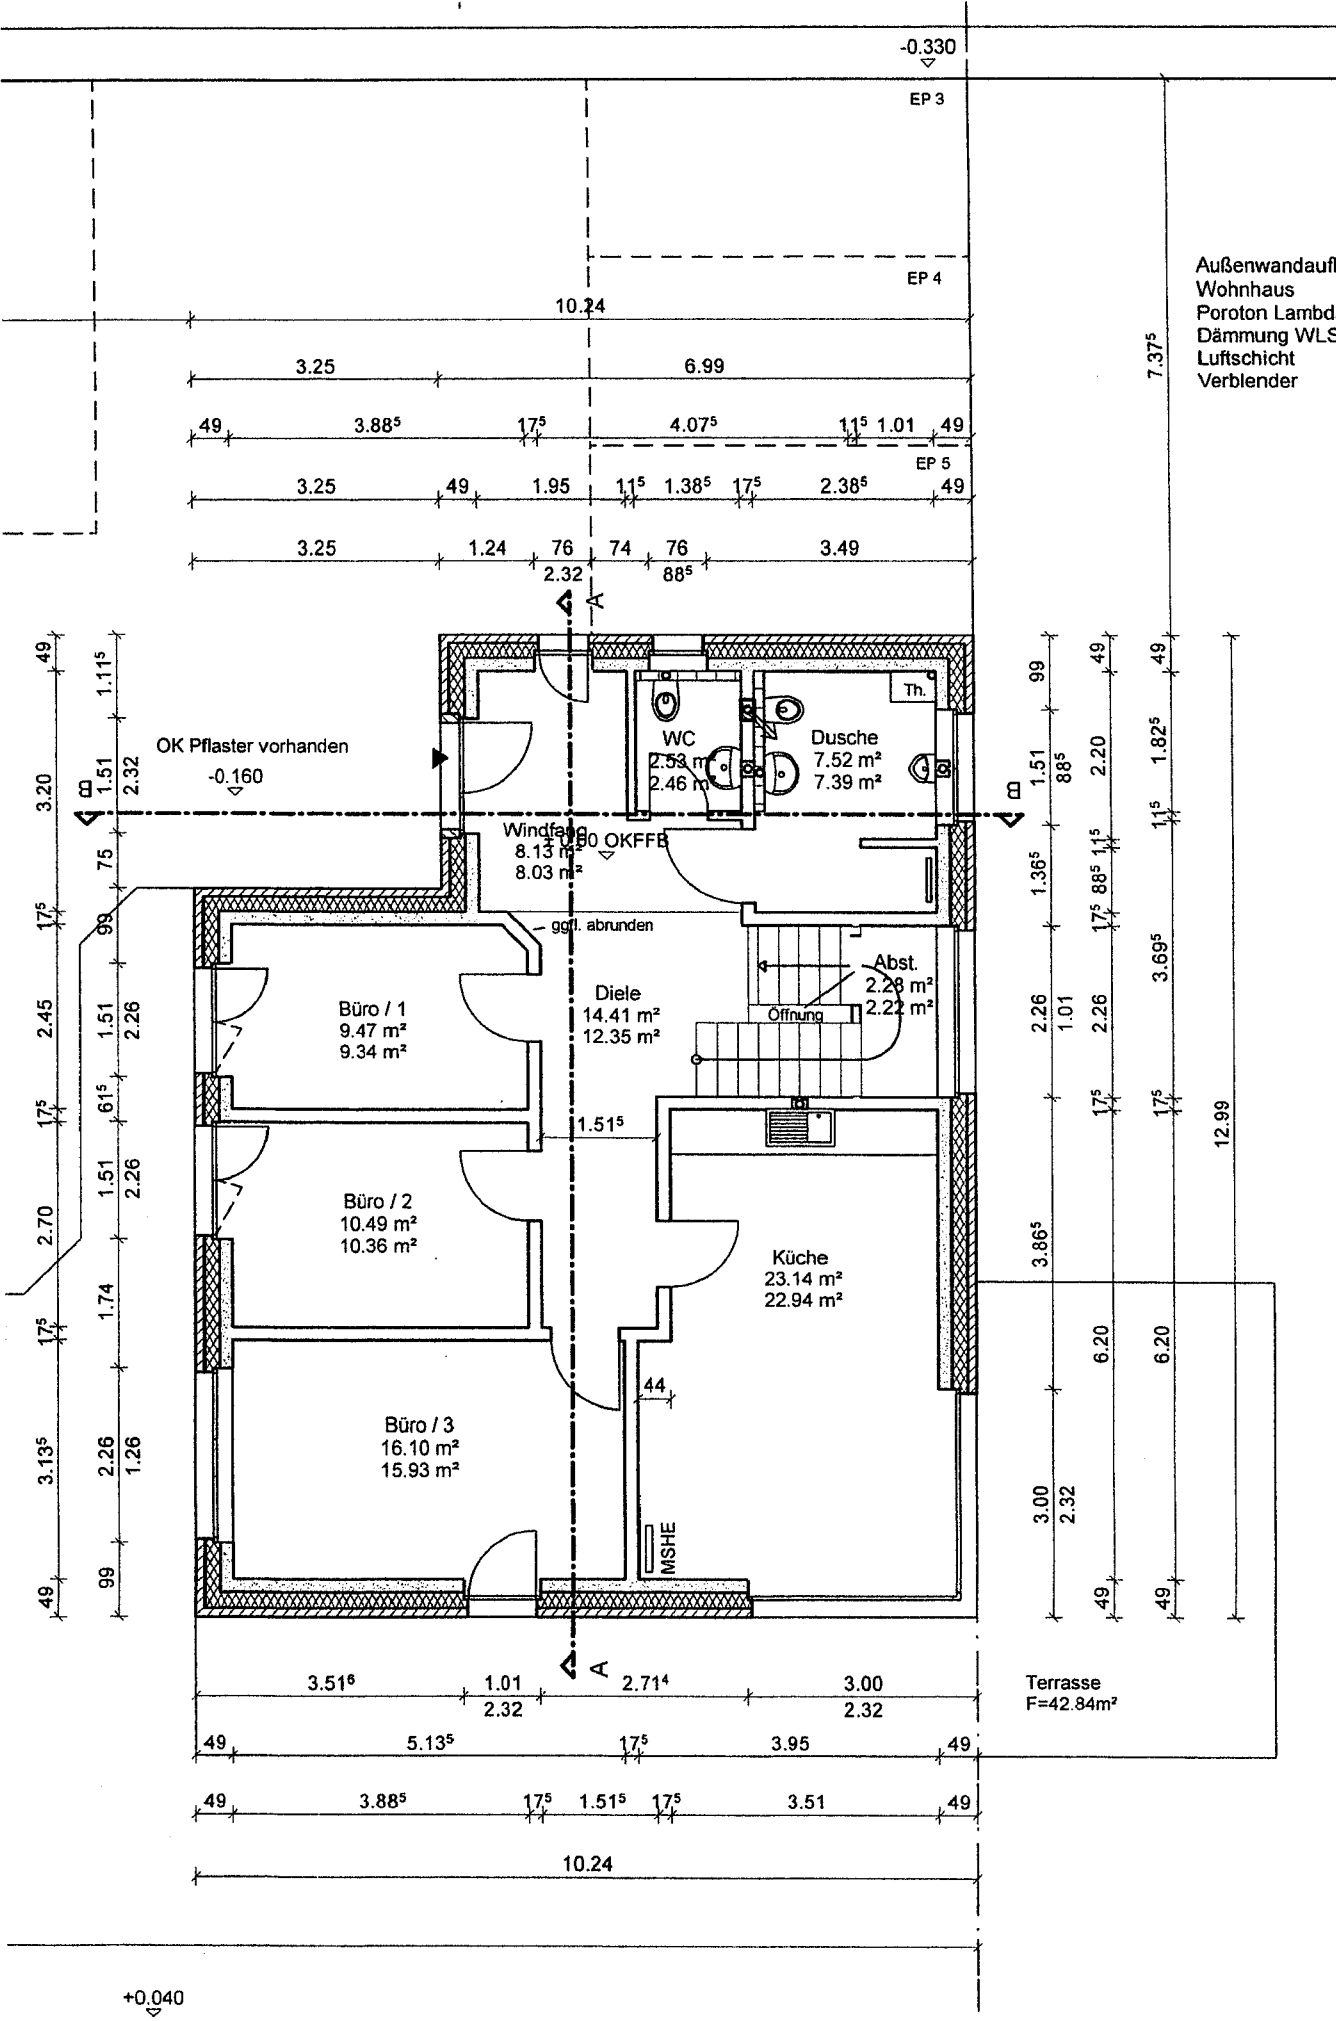 -0.330
EP 3
EP 4
Außenwandaufl
Wohnhaus
Poroton Lambd
Dämmung WLS
Luftschicht
Verblender
10.24
3.25 6.99
49 3.88⁵ 17⁵ 4.07⁵ 11⁵ 1.01 49
EP 5
3.25 49 1.95 11⁵ 1.38⁵ 17⁵ 2.38⁵ 49
3.25 1.24 76 74 76 3.49
2.32 88⁵
7.37⁵
A
OK Pflaster vorhanden
-0.160
B
B
Th.
WC
2.53 m
2.46 m
Dusche
7.52 m²
7.39 m²
Windfang
8.13 m²
8.03 m²
OKFFB
ggfl. abrunden
Abst.
2.28 m²
2.22 m²
Öffnung
Diele
14.41 m²
12.35 m²
Büro / 1
9.47 m²
9.34 m²
1.51⁵
Büro / 2
10.49 m²
10.36 m²
Küche
23.14 m²
22.94 m²
44
Büro / 3
16.10 m²
15.93 m²
MSHE
49 3.20 17⁵ 2.45 17⁵ 2.70 17⁵ 3.13⁵ 49
1.11⁵ 1.51 75 99 1.51 61⁵ 1.51 1.74 2.26 99
2.32 2.26 2.26 1.26
99 1.51 1.36⁵ 2.26 3.86⁵ 3.00
88⁵ 1.01 2.32
49 2.20 11⁵ 88⁵ 17⁵ 2.26 17⁵ 6.20 49
49 1.82⁵ 11⁵ 3.69⁵ 17⁵ 6.20 49
12.99
A
3.51⁶ 1.01 2.71⁴ 3.00
2.32 2.32
Terrasse
F=42.84m²
49 5.13⁵ 17⁵ 3.95 49
49 3.88⁵ 17⁵ 1.51⁵ 17⁵ 3.51 49
10.24
+0.040